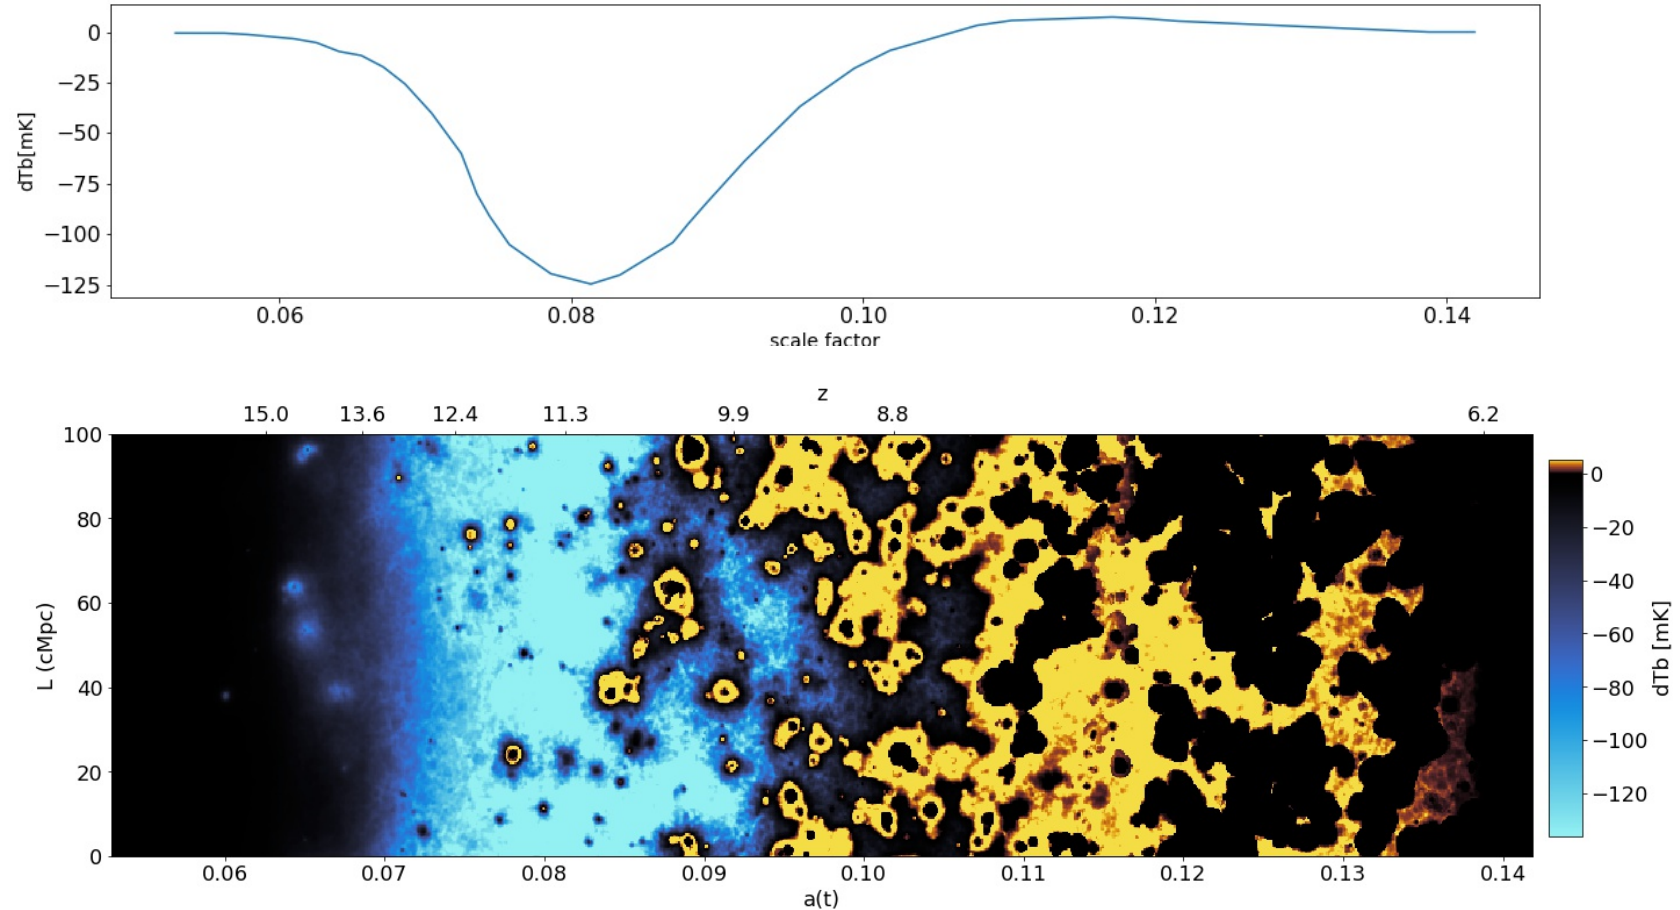 0
−25
−50
−75
−100
−125
dTb[mK]
0.06 0.08 0.10 0.12 0.14
scale factor
z
15.0 13.6 12.4 11.3 9.9 8.8 6.2
100
80
60
40
20
0
L (cMpc)
0.06 0.07 0.08 0.09 0.10 0.11 0.12 0.13 0.14
a(t)
0
−20
−40
−60
−80
−100
−120
dTb [mK]